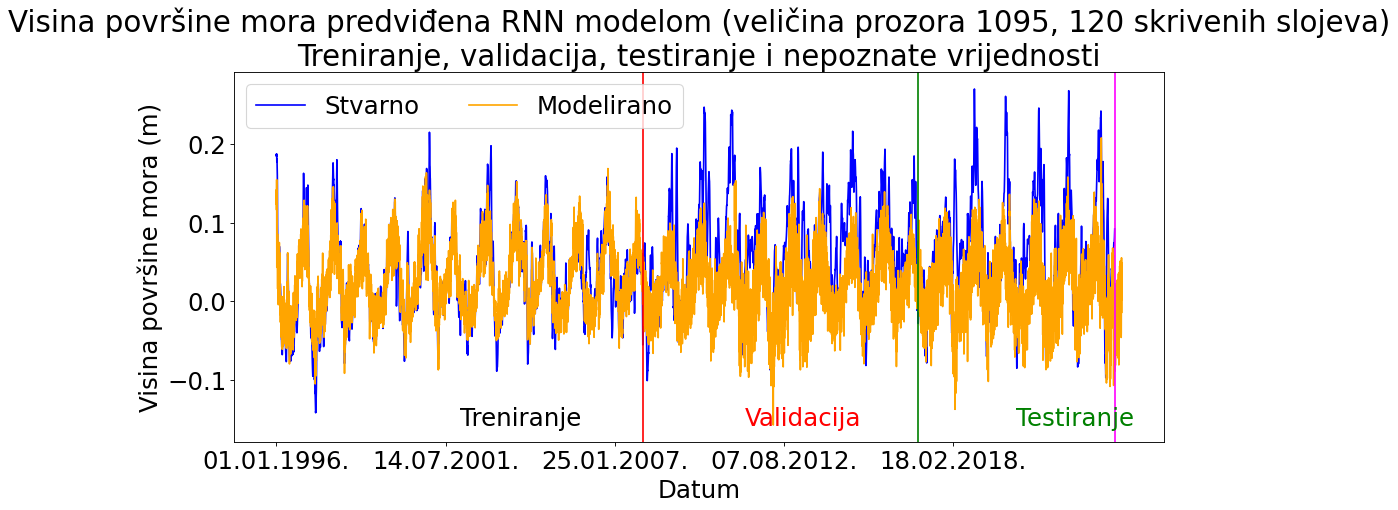 Visina površine mora predviđena RNN modelom (veličina prozora 1095, 120 skrivenih slojeva)
Treniranje, validacija, testiranje i nepoznate vrijednosti
Stvarno
Modelirano
Visina površine mora (m)
0.2
0.1
0.0
−0.1
Treniranje
Validacija
Testiranje
01.01.1996.
14.07.2001.
25.01.2007.
07.08.2012.
18.02.2018.
Datum